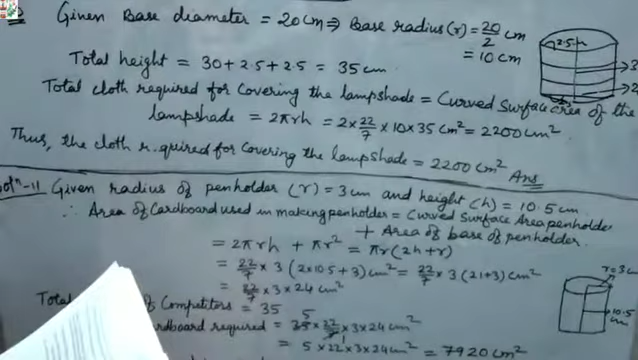 Given Base diameter = 20 cm ⇒ Base radius (r) = 20/2 cm
= 10 cm
Total height = 30 + 2.5 + 2.5 = 35 cm
Total cloth required for Covering the lampshade = Curved Surface area of the
lampshade = 2πrh = 2 × 22/7 × 10 × 35 cm² = 2200 cm²
Thus, the cloth r.quired for Covering the lampshade = 2200 cm² Ans
2.5
Soln-11 Given radius of penholder (r) = 3 cm and height (h) = 10.5 cm
∴ Area of Cardboard used in making penholder = Curved Surface Area penholder
+ Area of base of penholder.
= 2πrh + πr² = πr(2h+r)
= 22/7 × 3 (2×10.5+3) cm² = 22/7 × 3 (21+3) cm²
= 22/7 × 3 × 24 cm²
r=3 cm
10.5
cm
Total of Competitors = 35
cardboard required = 35 × 22/7 × 3 × 24 cm²
5 1
= 5 × 22 × 3 × 24 cm² = 7920 cm²